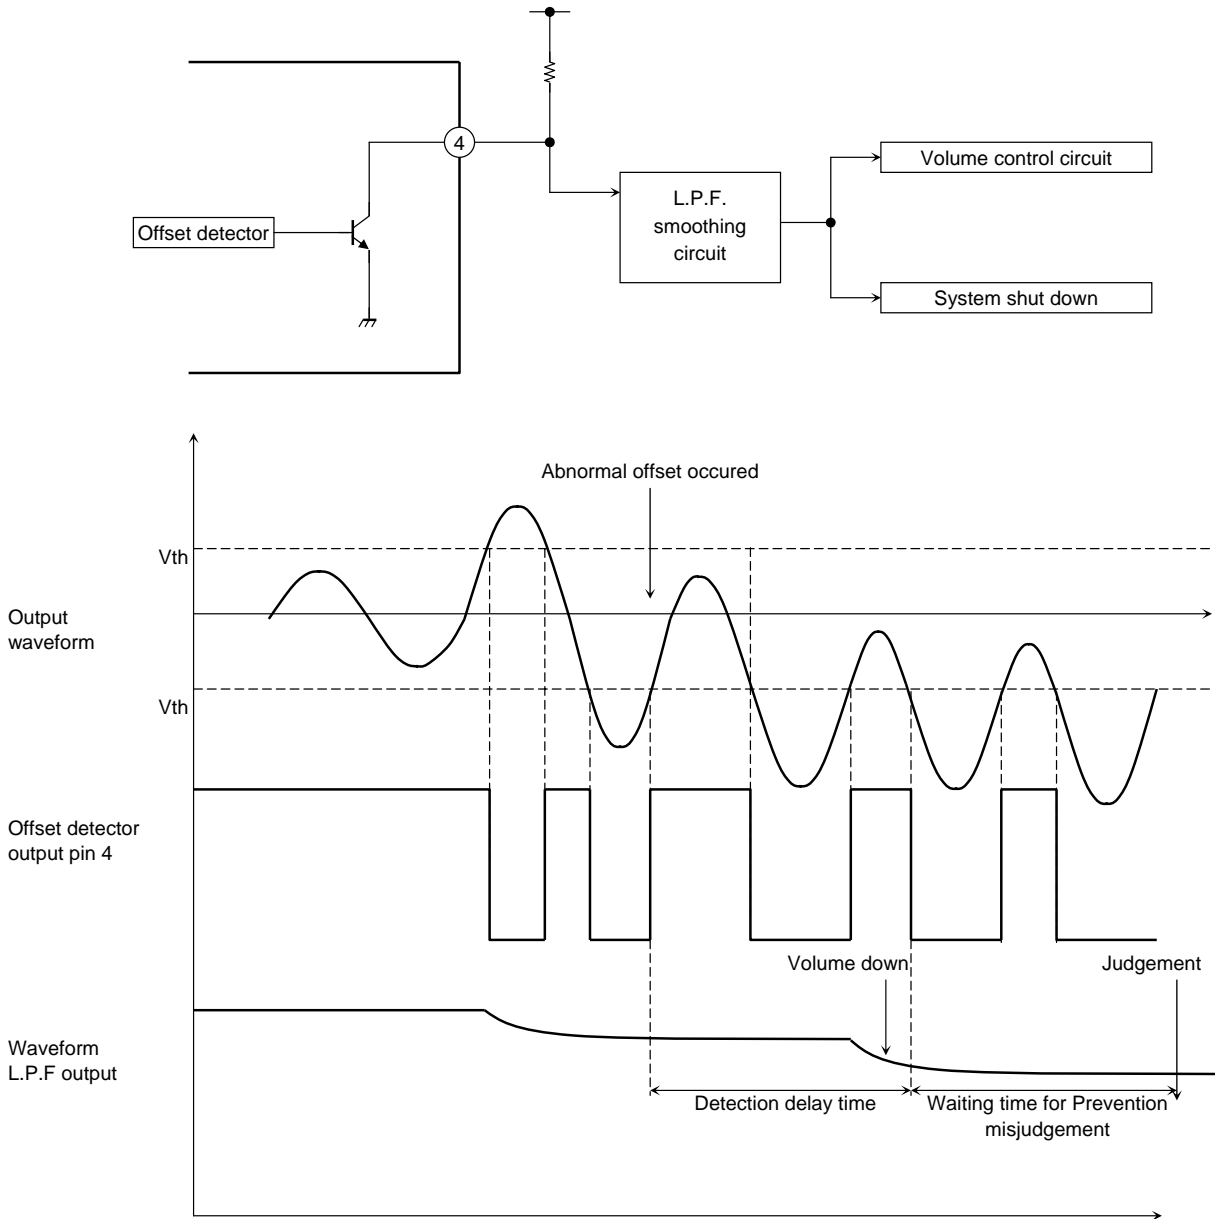 4
Volume control circuit
L.P.F.
smoothing
circuit
Offset detector
System shut down
Abnormal offset occured
Vth
Output
waveform
Vth
Offset detector
output pin 4
Volume down
Judgement
Waveform
L.P.F output
Detection delay time
Waiting time for Prevention
misjudgement